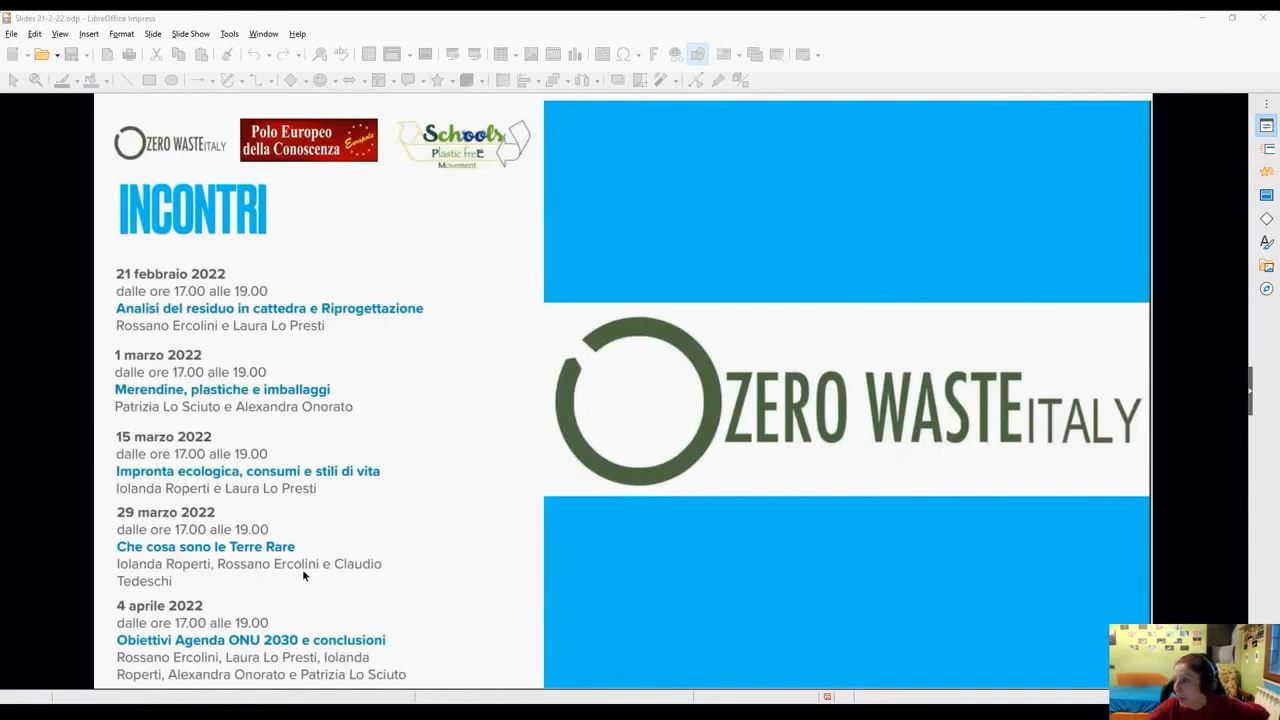 Slides 21-2-22.odp - LibreOffice Impress
File Edit View Insert Format Slide Slide Show Tools Window Help
ZERO WASTE ITALY
Polo Europeo
della Conoscenza
Europole
Schools
Plastic freE
Movement
INCONTRI
21 febbraio 2022
dalle ore 17.00 alle 19.00
Analisi del residuo in cattedra e Riprogettazione
Rossano Ercolini e Laura Lo Presti
1 marzo 2022
dalle ore 17.00 alle 19.00
Merendine, plastiche e imballaggi
Patrizia Lo Sciuto e Alexandra Onorato
15 marzo 2022
dalle ore 17.00 alle 19.00
Impronta ecologica, consumi e stili di vita
Iolanda Roperti e Laura Lo Presti
29 marzo 2022
dalle ore 17.00 alle 19.00
Che cosa sono le Terre Rare
Iolanda Roperti, Rossano Ercolini e Claudio
Tedeschi
4 aprile 2022
dalle ore 17.00 alle 19.00
Obiettivi Agenda ONU 2030 e conclusioni
Rossano Ercolini, Laura Lo Presti, Iolanda
Roperti, Alexandra Onorato e Patrizia Lo Sciuto
ZERO WASTE ITALY